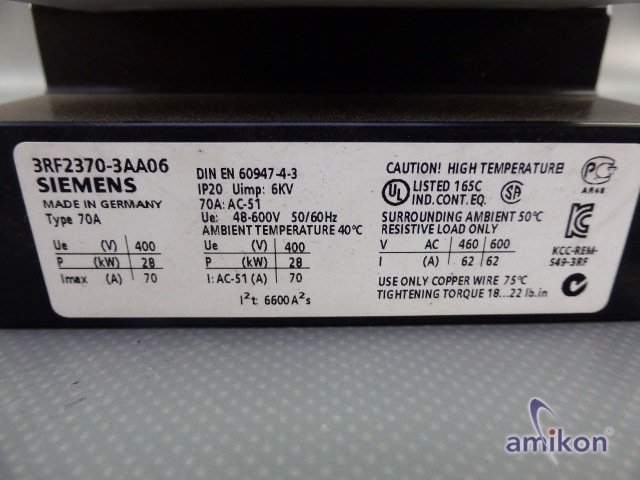 3RF2370-3AA06
SIEMENS
MADE IN GERMANY
Type 70A
Ue (V) 400
P (kW) 28
Imax (A) 70
DIN EN 60947-4-3
IP20 Uimp: 6KV
70A: AC-51
Ue: 48-600V 50/60Hz
AMBIENT TEMPERATURE 40°C
Ue (V) 400
P (kW) 28
I: AC-51 (A) 70
I²t: 6600A²s
CAUTION! HIGH TEMPERATURE
UL LISTED 165C
IND. CONT. EQ. SA
SURROUNDING AMBIENT 50°C
RESISTIVE LOAD ONLY
V AC 460 600
I (A) 62 62
USE ONLY COPPER WIRE 75°C
TIGHTENING TORQUE 18...22 lb.in
KCC-REM-
S49-3RF
amikon